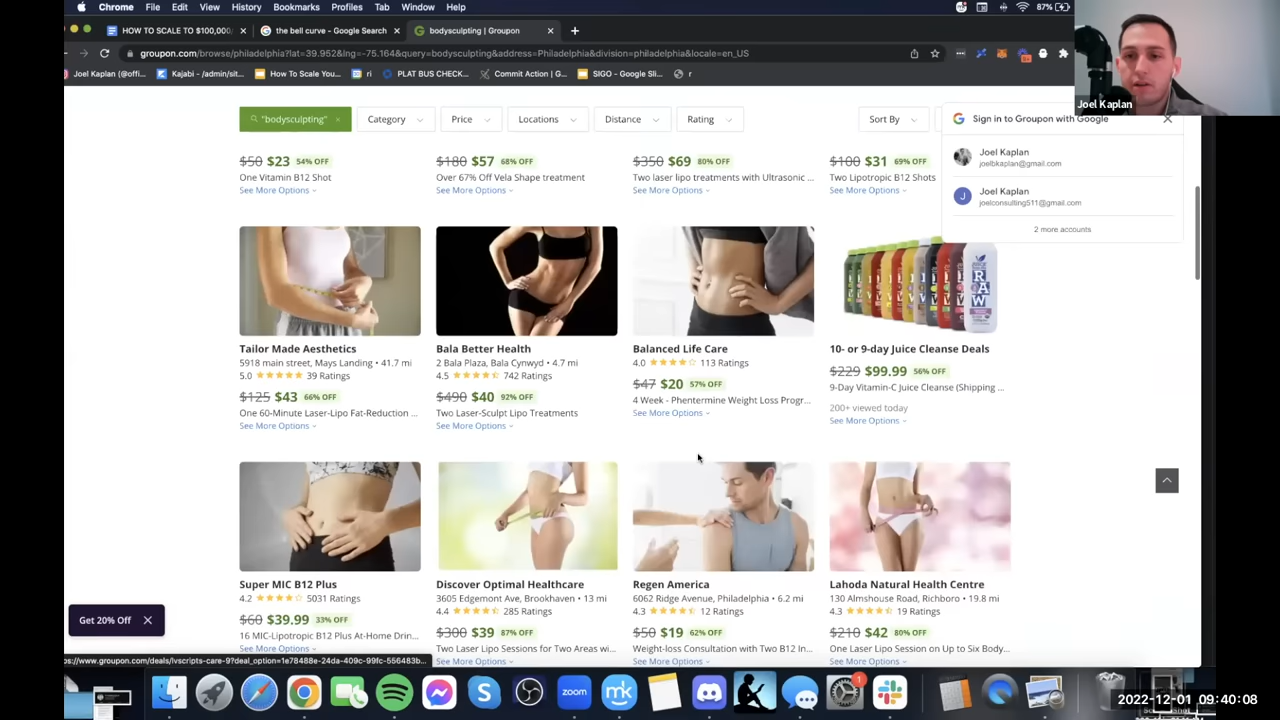 Chrome File Edit View History Bookmarks Profiles Tab Window Help 87%
HOW TO SCALE TO $100,000/ the bell curve - Google Search bodysculpting | Groupon
groupon.com/browse/philadelphia?lat=39.952&lng=-75.164&query=bodysculpting&address=Philadelphia&division=philadelphia&locale=en_US
Joel Kaplan (@offi... Kajabi - /admin/sit... How To Scale Your... ri PLAT BUS CHECK... Commit Action | G... SIGO - Google Sli... r
Joel Kaplan
"bodysculpting" × Category Price Locations Distance Rating Sort By
Sign in to Groupon with Google
Joel Kaplan
joelbkaplan@gmail.com
Joel Kaplan
joelconsulting511@gmail.com
2 more accounts
$50 $23 54% OFF
One Vitamin B12 Shot
See More Options
$180 $57 68% OFF
Over 67% Off Vela Shape treatment
See More Options
$350 $69 80% OFF
Two laser lipo treatments with Ultrasonic ...
See More Options
$100 $31 69% OFF
Two Lipotropic B12 Shots
See More Options
Tailor Made Aesthetics
5918 main street, Mays Landing • 41.7 mi
5.0 39 Ratings
$125 $43 66% OFF
One 60-Minute Laser-Lipo Fat-Reduction ...
See More Options
Bala Better Health
2 Bala Plaza, Bala Cynwyd • 4.7 mi
4.5 742 Ratings
$490 $40 92% OFF
Two Laser-Sculpt Lipo Treatments
See More Options
Balanced Life Care
4.0 113 Ratings
$47 $20 57% OFF
4 Week - Phentermine Weight Loss Progr...
See More Options
RAW
10- or 9-day Juice Cleanse Deals
$229 $99.99 56% OFF
9-Day Vitamin-C Juice Cleanse (Shipping ...
200+ viewed today
See More Options
Super MIC B12 Plus
4.2 5031 Ratings
$60 $39.99 33% OFF
16 MIC-Lipotropic B12 Plus At-Home Drin...
See More Options
Discover Optimal Healthcare
3605 Edgemont Ave, Brookhaven • 13 mi
4.4 285 Ratings
$300 $39 87% OFF
Two Laser Lipo Sessions for Two Areas wi...
See More Options
Regen America
6062 Ridge Avenue, Philadelphia • 6.2 mi
4.3 12 Ratings
$50 $19 62% OFF
Weight-loss Consultation with Two B12 In...
See More Options
Lahoda Natural Health Centre
130 Almshouse Road, Richboro • 19.8 mi
4.3 19 Ratings
$210 $42 80% OFF
One Laser Lipo Session on Up to Six Body...
See More Options
Get 20% Off
zoom mk 1
2022-12-01 09:40:08